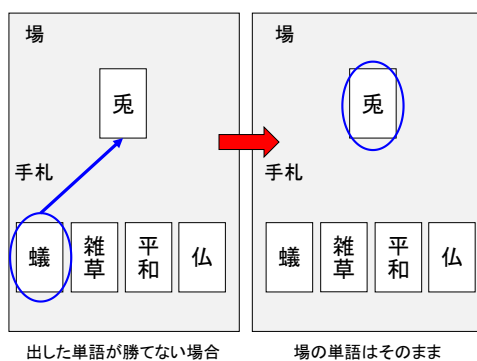 場
兎
手札
蟻
雑草
平和
仏
出した単語が勝てない場合
場
兎
手札
蟻
雑草
平和
仏
場の単語はそのまま